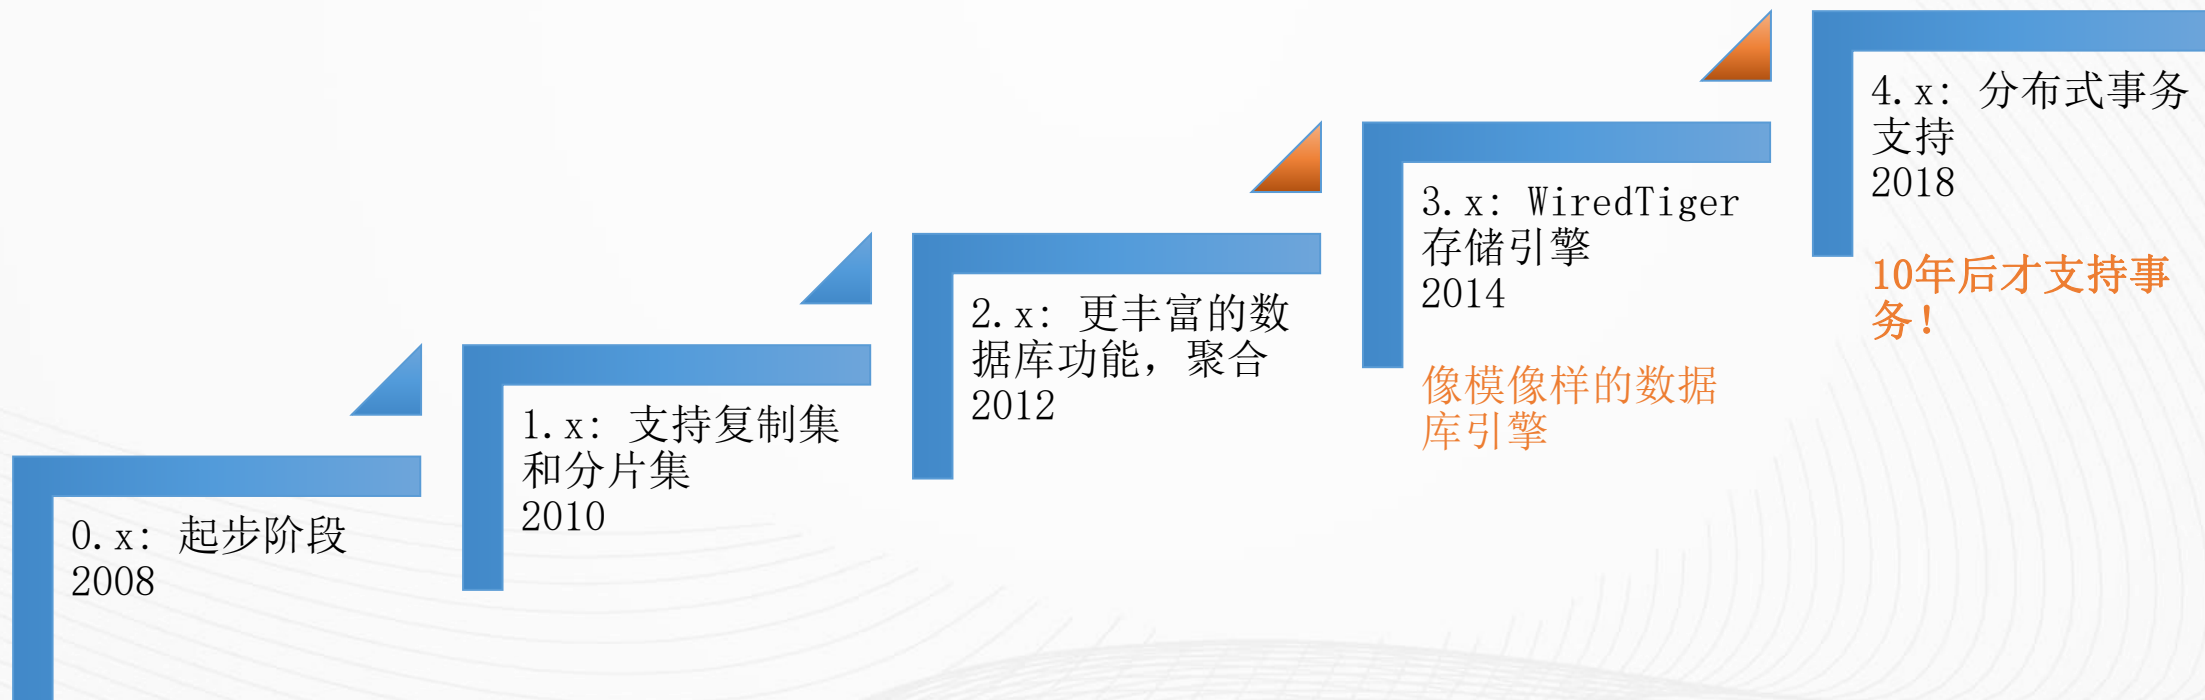 0.x: 起步阶段
2008
1.x: 支持复制集
和分片集
2010
2.x: 更丰富的数
据库功能，聚合
2012
3.x: WiredTiger
存储引擎
2014
像模像样的数据
库引擎
4.x: 分布式事务
支持
2018
10年后才支持事
务！